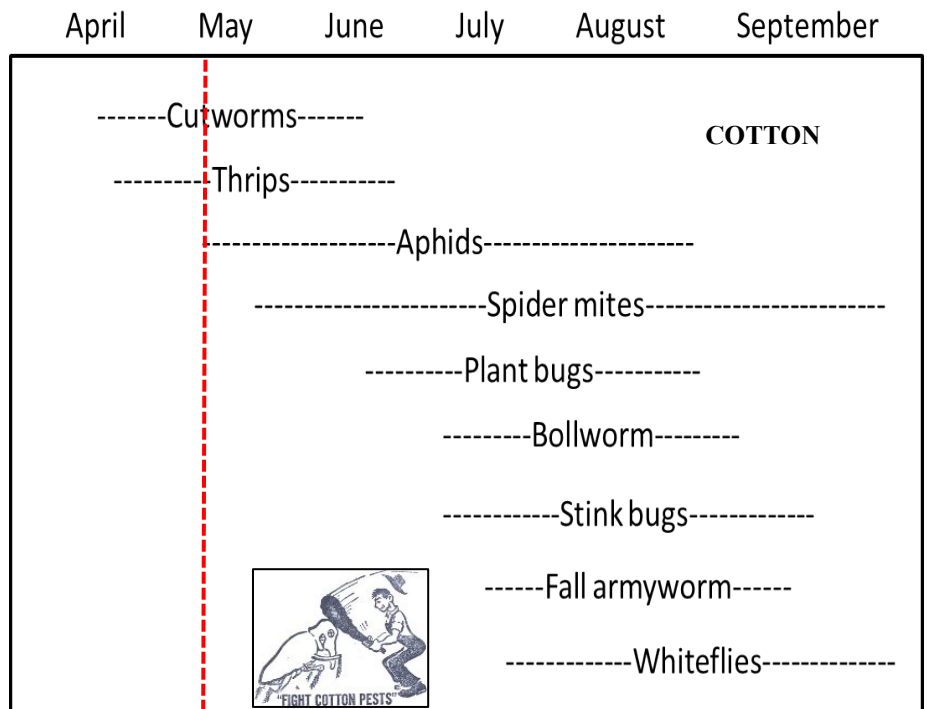 April May June July August September
-------Cutworms-------
COTTON
----------Thrips-----------
--------------------Aphids----------------------
------------------------Spider mites-------------------------
----------Plant bugs-----------
---------Bollworm---------
------------Stink bugs-------------
------Fall armyworm------
-------------Whiteflies--------------
"FIGHT COTTON PESTS"